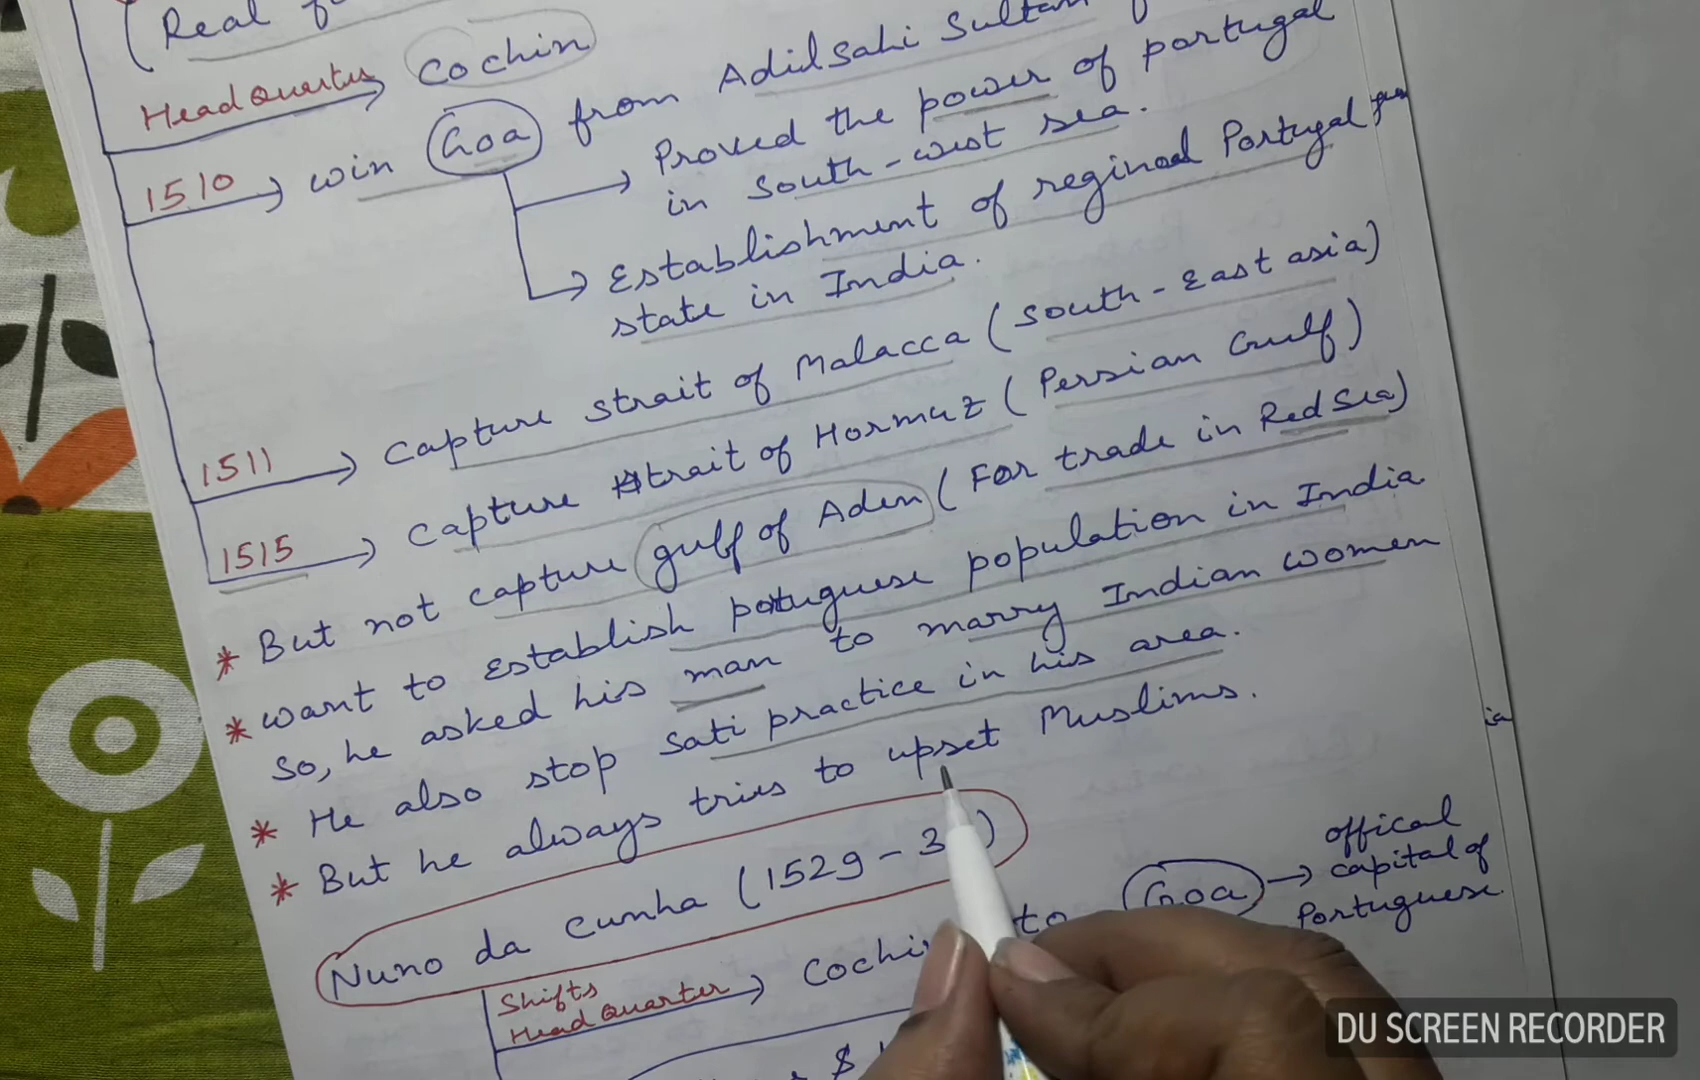 (Real
Head Quarters → Cochin
1510 → win Goa from Adilsahi Sultan
→ Proved the power of portugal
in south-west sea.
→ Establishment of reginoal Portugal
state in India.
1511 → Capture strait of Malacca (south-East asia)
1515 → Capture strait of Hormuz (Persian Gulf)
* But not capture gulf of Aden (For trade in Red Sea)
* want to Establish portuguese population in India
So, he asked his man to marry Indian women
* He also stop sati practice in his area.
* But he always tries to upset Muslims.
Nuno da cunha (1529-3
Shifts
Head Quarter → Cochi to Goa → offical
capital of
Portuguese
ia
DU SCREEN RECORDER